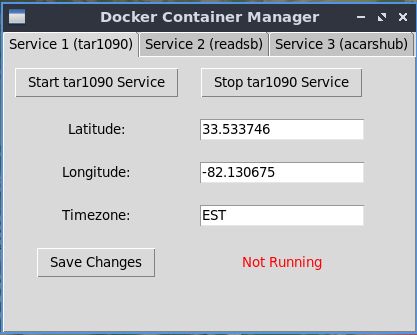 Docker Container Manager
Service 1 (tar1090) Service 2 (readsb) Service 3 (acarshub)
Start tar1090 Service Stop tar1090 Service
Latitude: 33.533746
Longitude: -82.130675
Timezone: EST
Save Changes Not Running